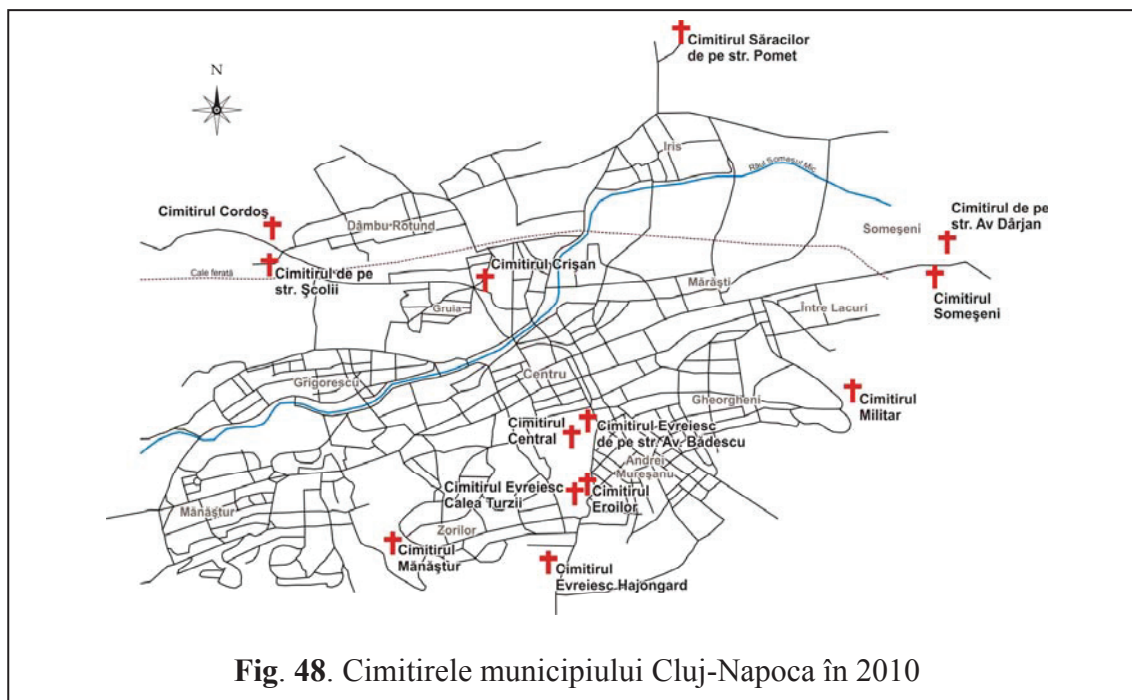 Cimitirul Săracilor
de pe str. Pomet
N
Iris
Râul Someșul Mic
Cimitirul Cordoș
Dâmbu Rotund
Cimitirul de pe
str. Av Dârjan
Someșeni
Cale ferată
Cimitirul de pe
str. Școlii
Cimitirul Crișan
Mărăști
Gruia
Între Lacuri
Cimitirul
Someșeni
Grigorescu
Centru
Gheorgheni
Cimitirul
Militar
Cimitirul
Central
Cimitirul Evreiesc
de pe str. Av. Bădescu
Andrei
Mureșanu
Cimitirul Evreiesc
Calea Turzii
Cimitirul
Eroilor
Mănăștur
Zorilor
Cimitirul
Mănăștur
Cimitirul
Evreiesc Hajongard
Fig. 48. Cimitirele municipiului Cluj-Napoca în 2010